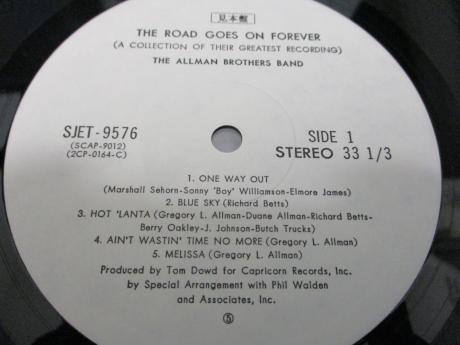 見本盤
THE ROAD GOES ON FOREVER
(A COLLECTION OF THEIR GREATEST RECORDING)
THE ALLMAN BROTHERS BAND
SJET-9576
(SCAP-9012)
(2CP-0164-C)
SIDE 1
STEREO 33 1/3
1. ONE WAY OUT
(Marshall Sehorn-Sonny 'Boy' Williamson-Elmore James)
2. BLUE SKY (Richard Betts)
3. HOT 'LANTA (Gregory L. Allman-Duane Allman-Richard Betts-
Berry Oakley-J. Johnson-Butch Trucks)
4. AIN'T WASTIN' TIME NO MORE (Gregory L. Allman)
5. MELISSA (Gregory L. Allman)
Produced by Tom Dowd for Capricorn Records, Inc.
by Special Arrangement with Phil Walden
and Associates, Inc.
⑤